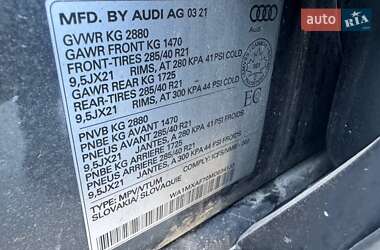 AUTO RIA
MFD. BY AUDI AG 03 21
Audi
GVWR KG 2880
GAWR FRONT KG 1470
FRONT-TIRES 285/40 R21
9,5JX21 RIMS, AT 280 KPA 41 PSI COLD
GAWR REAR KG 1725
REAR-TIRES 285/40 R21
9,5JX21 RIMS, AT 300 KPA 44 PSI COLD
EC
PNVB KG 2880
PNBE KG AVANT 1470
PNEUS AVANT 285/40 R21
9,5JX21 A 280 KPA 41 PSI FROIDS
PNBE KG ARRIERE 1725
PNEUS ARRIERE 285/40 R21
9,5JX21 A 300 KPA 44 PSI FROIDS
TYPE: MPV/VTUM
SLOVAKIA/ SLOVAQUIE